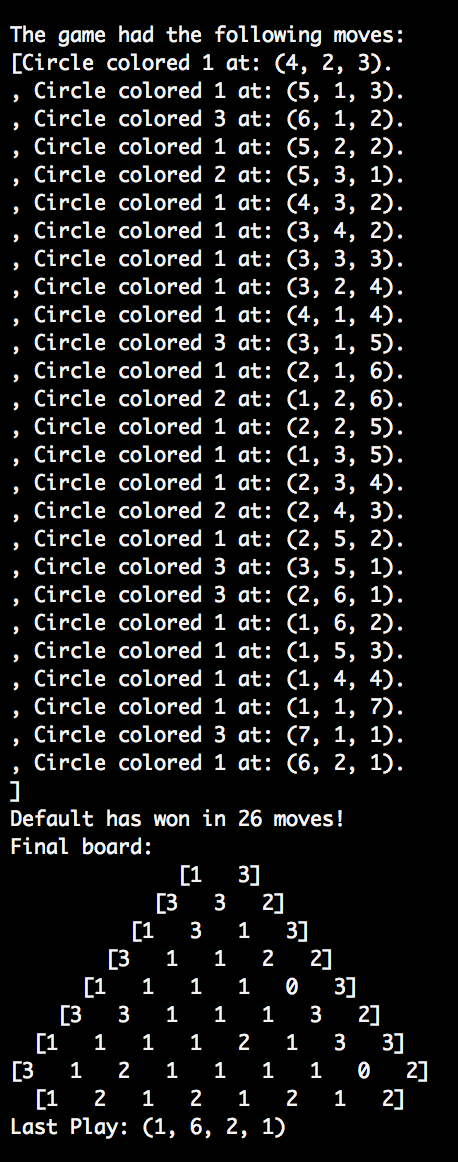 The game had the following moves:
[Circle colored 1 at: (4, 2, 3).
, Circle colored 1 at: (5, 1, 3).
, Circle colored 3 at: (6, 1, 2).
, Circle colored 1 at: (5, 2, 2).
, Circle colored 2 at: (5, 3, 1).
, Circle colored 1 at: (4, 3, 2).
, Circle colored 1 at: (3, 4, 2).
, Circle colored 1 at: (3, 3, 3).
, Circle colored 1 at: (3, 2, 4).
, Circle colored 1 at: (4, 1, 4).
, Circle colored 3 at: (3, 1, 5).
, Circle colored 1 at: (2, 1, 6).
, Circle colored 2 at: (1, 2, 6).
, Circle colored 1 at: (2, 2, 5).
, Circle colored 1 at: (1, 3, 5).
, Circle colored 1 at: (2, 3, 4).
, Circle colored 2 at: (2, 4, 3).
, Circle colored 1 at: (2, 5, 2).
, Circle colored 3 at: (3, 5, 1).
, Circle colored 3 at: (2, 6, 1).
, Circle colored 1 at: (1, 6, 2).
, Circle colored 1 at: (1, 5, 3).
, Circle colored 1 at: (1, 4, 4).
, Circle colored 1 at: (1, 1, 7).
, Circle colored 3 at: (7, 1, 1).
, Circle colored 1 at: (6, 2, 1).
]
Default has won in 26 moves!
Final board:
[1 3]
[3 3 2]
[1 3 1 3]
[3 1 1 2 2]
[1 1 1 1 0 3]
[3 3 1 1 1 3 2]
[1 1 1 1 2 1 3 3]
[3 1 2 1 1 1 1 0 2]
[1 2 1 2 1 2 1 2]
Last Play: (1, 6, 2, 1)